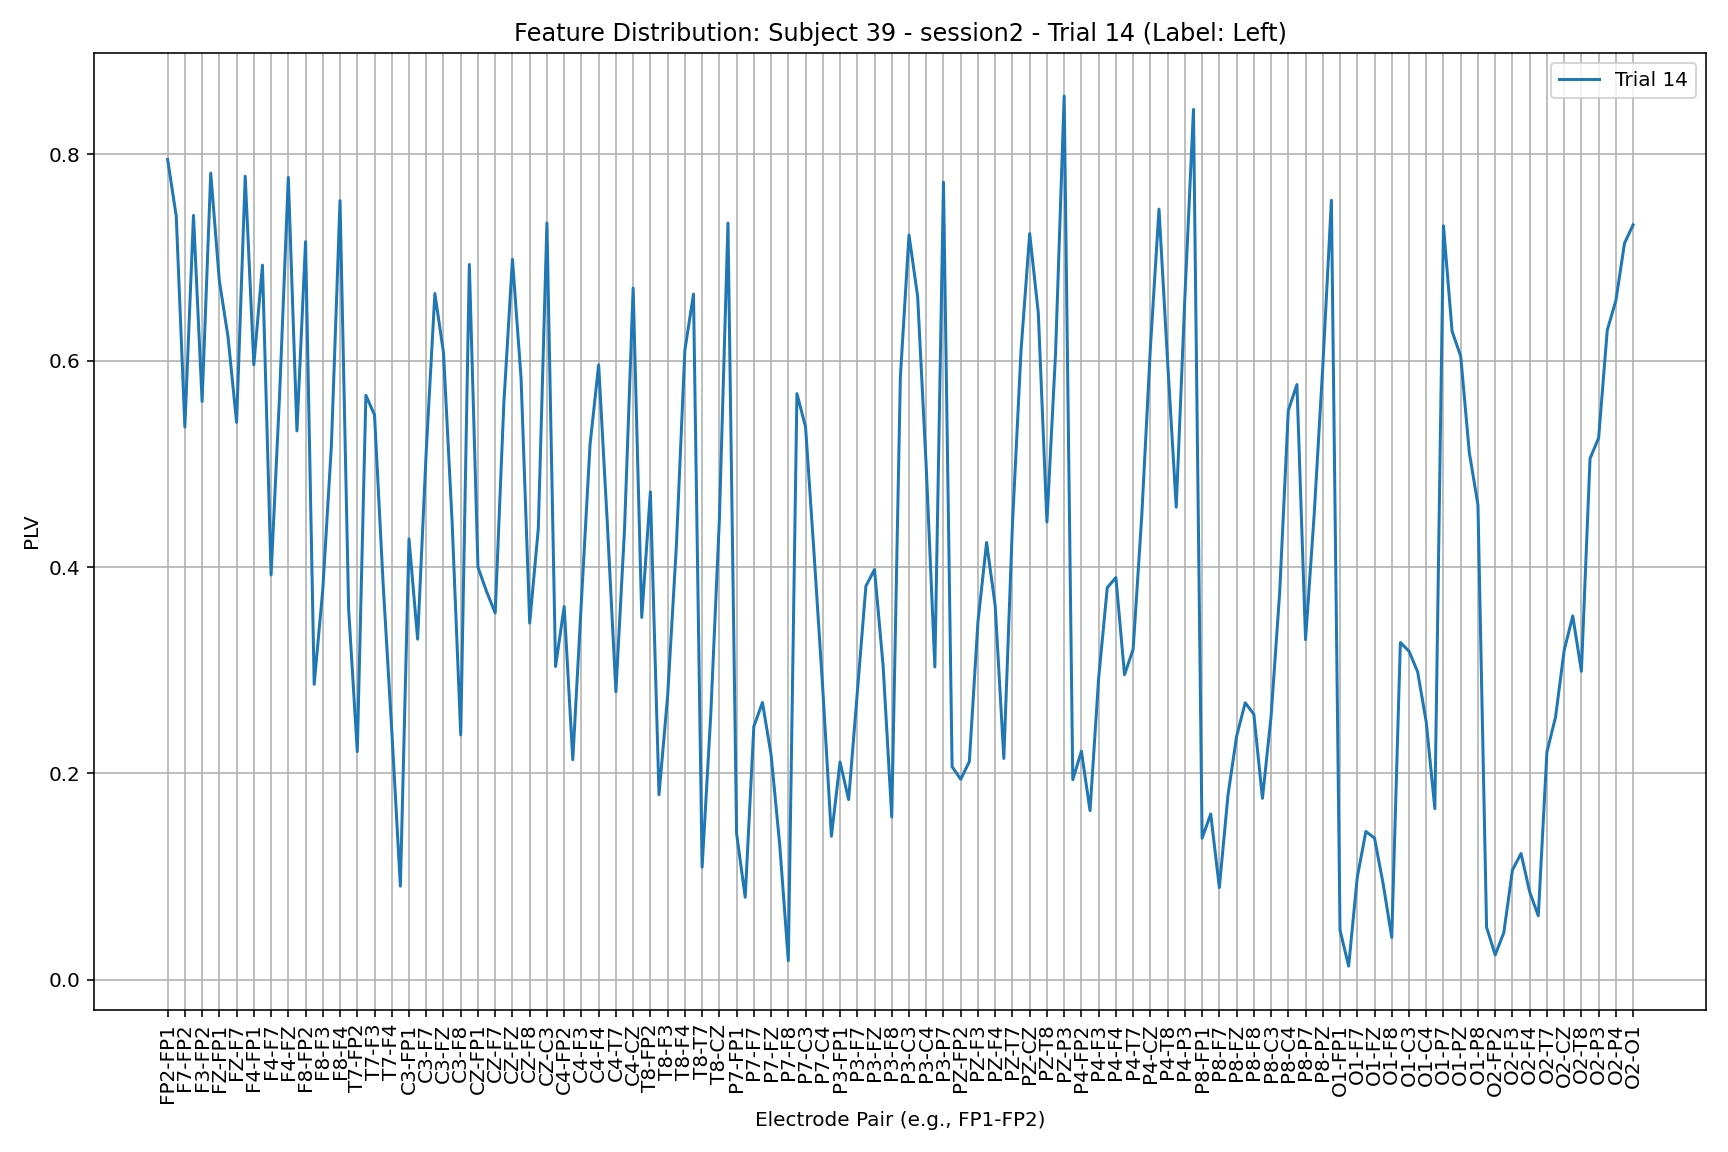 Feature Distribution: Subject 39 - session2 - Trial 14 (Label: Left)
Trial 14
PLV
0.8
0.6
0.4
0.2
0.0
FP2-FP1
F7-FP2
F3-FP2
FZ-FP1
FZ-F7
F4-FP1
F4-F7
F4-FZ
F8-FP2
F8-F3
F8-F4
T7-FP2
T7-F3
T7-F4
C3-FP1
C3-F7
C3-FZ
C3-F8
CZ-FP1
CZ-F7
CZ-FZ
CZ-F8
CZ-C3
C4-FP2
C4-F3
C4-F4
C4-T7
C4-CZ
T8-FP2
T8-F3
T8-F4
T8-T7
T8-CZ
P7-FP1
P7-F7
P7-FZ
P7-F8
P7-C3
P7-C4
P3-FP1
P3-F7
P3-FZ
P3-F8
P3-C3
P3-C4
P3-P7
PZ-FP2
PZ-F3
PZ-F4
PZ-T7
PZ-CZ
PZ-T8
PZ-P3
P4-FP2
P4-F3
P4-F4
P4-T7
P4-CZ
P4-T8
P4-P3
P8-FP1
P8-F7
P8-FZ
P8-F8
P8-C3
P8-C4
P8-P7
P8-PZ
O1-FP1
O1-F7
O1-FZ
O1-F8
O1-C3
O1-C4
O1-P7
O1-PZ
O1-P8
O2-FP2
O2-F3
O2-F4
O2-T7
O2-CZ
O2-T8
O2-P3
O2-P4
O2-O1
Electrode Pair (e.g., FP1-FP2)